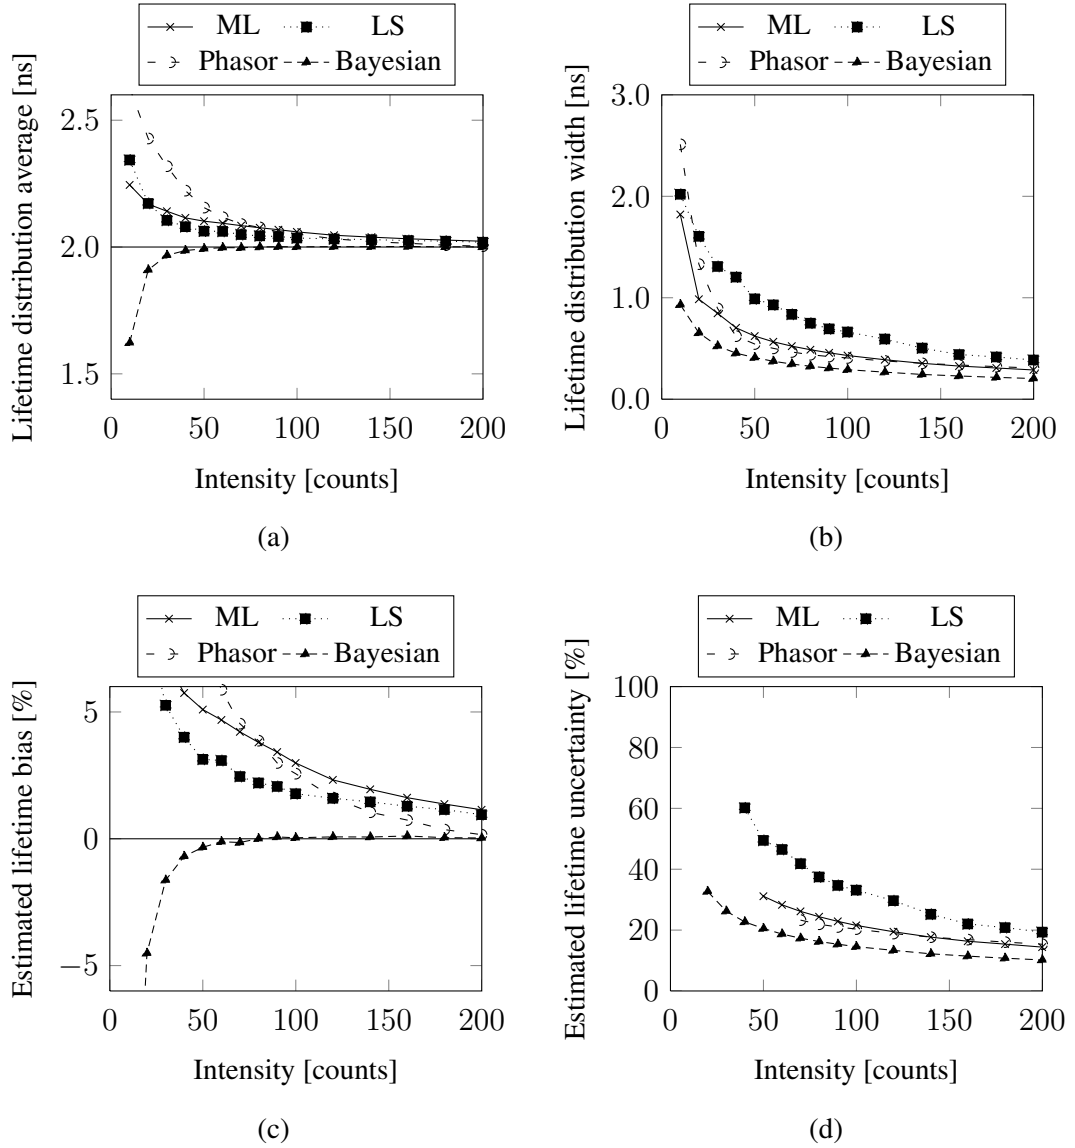 ML LS
Phasor Bayesian
Lifetime distribution average [ns]
2.5
2.0
1.5
0 50 100 150 200
Intensity [counts]
(a)
ML LS
Phasor Bayesian
Lifetime distribution width [ns]
3.0
2.0
1.0
0.0
0 50 100 150 200
Intensity [counts]
(b)
ML LS
Phasor Bayesian
Estimated lifetime bias [%]
5
0
−5
0 50 100 150 200
Intensity [counts]
(c)
ML LS
Phasor Bayesian
Estimated lifetime uncertainty [%]
100
80
60
40
20
0
0 50 100 150 200
Intensity [counts]
(d)